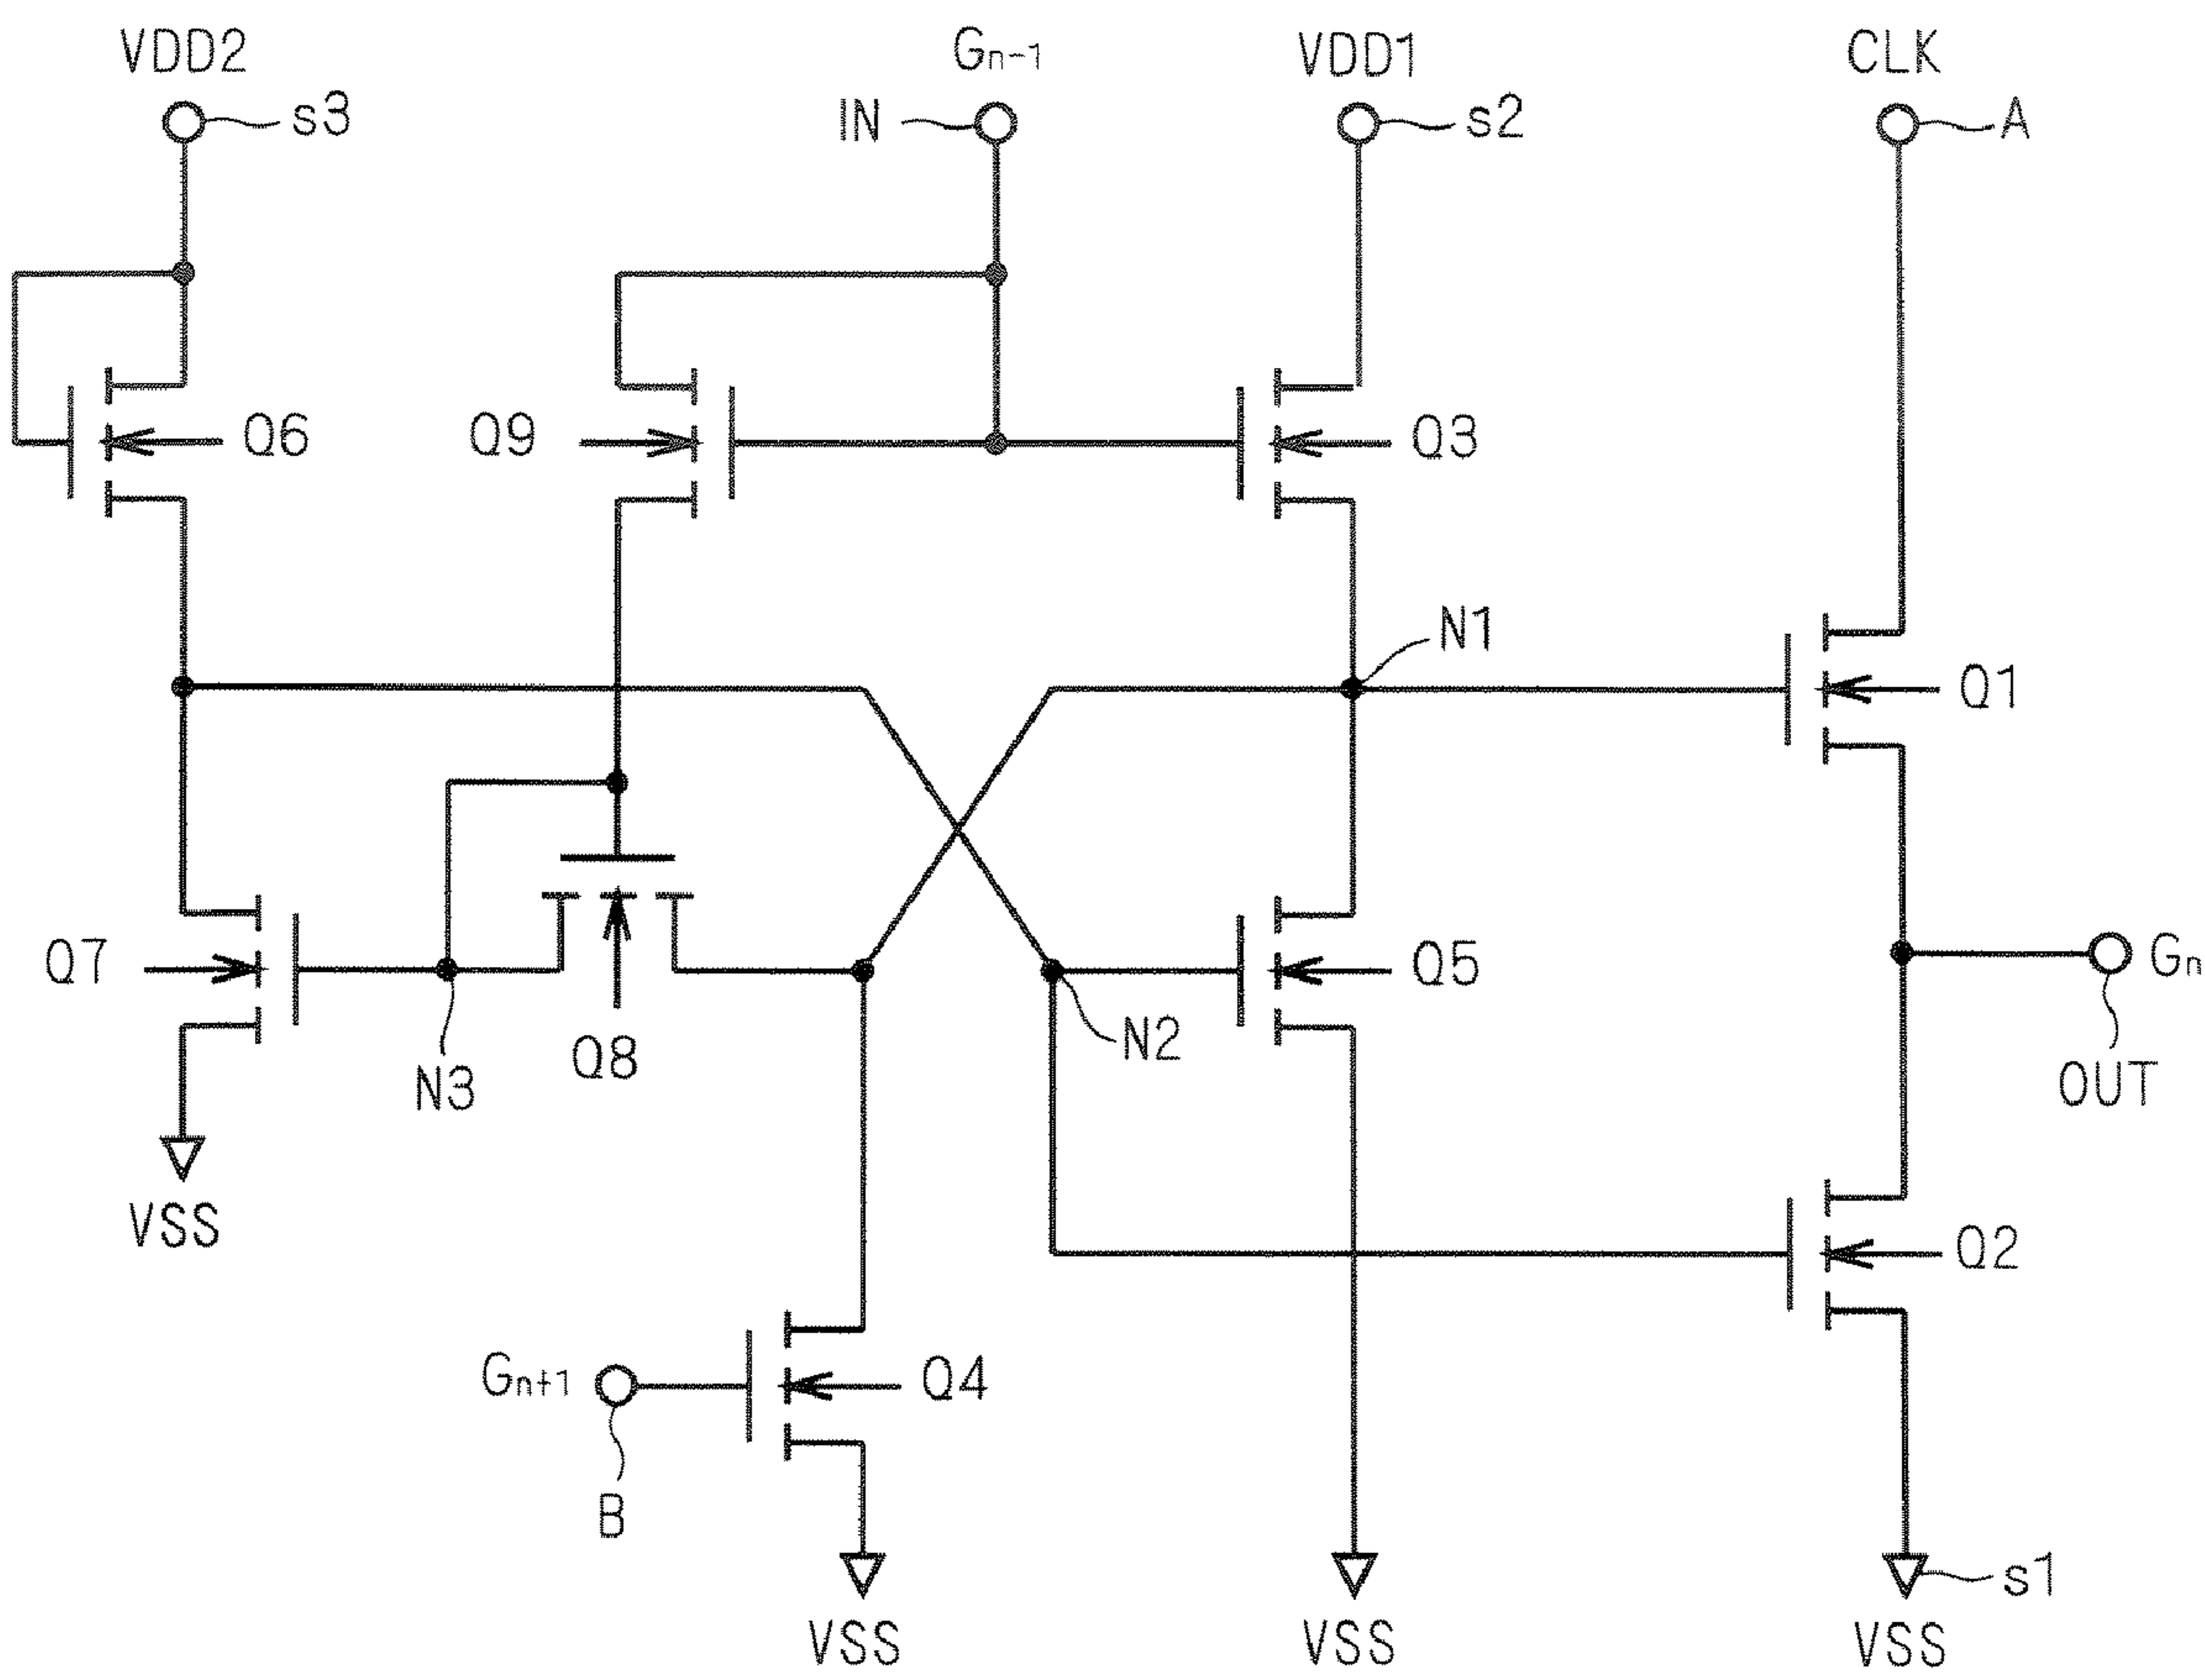 VDD2
Gn-1
VDD1
CLK
s3
IN
s2
A
Q6
Q9
Q3
N1
Q1
Q7
Q5
Gn
Q8
N2
N3
OUT
VSS
Q2
Gn+1
Q4
B
s1
VSS
VSS
VSS